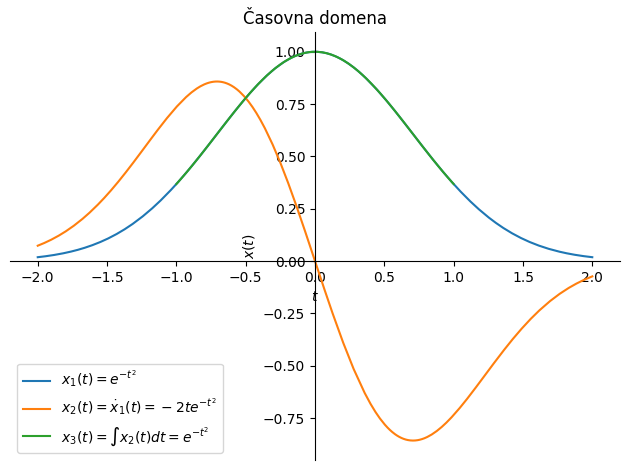 Časovna domena
1.00
0.75
0.50
0.25
x(t)
0.00
−2.0 −1.5 −1.0 −0.5 0.0 0.5 1.0 1.5 2.0
t
−0.25
−0.50
−0.75
x₁(t) = e^{−t²}
x₂(t) = ẋ₁(t) = −2te^{−t²}
x₃(t) = ∫x₂(t)dt = e^{−t²}